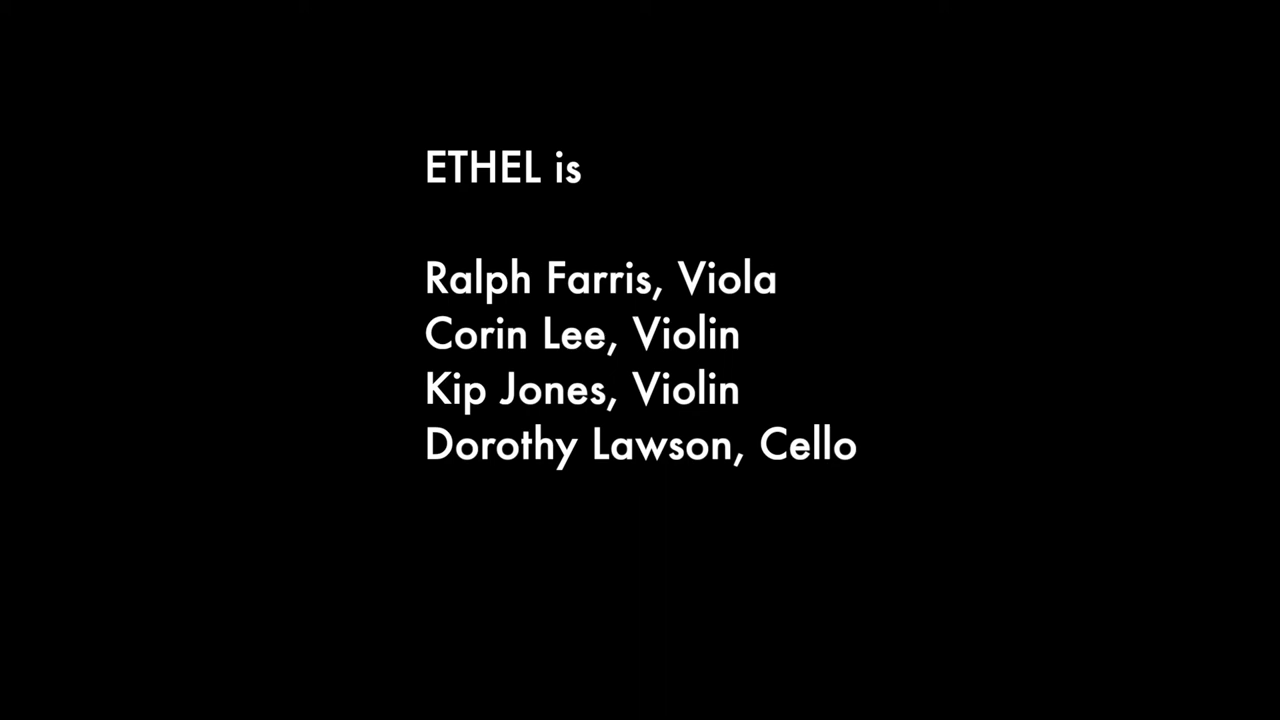 ETHEL is
Ralph Farris, Viola
Corin Lee, Violin
Kip Jones, Violin
Dorothy Lawson, Cello